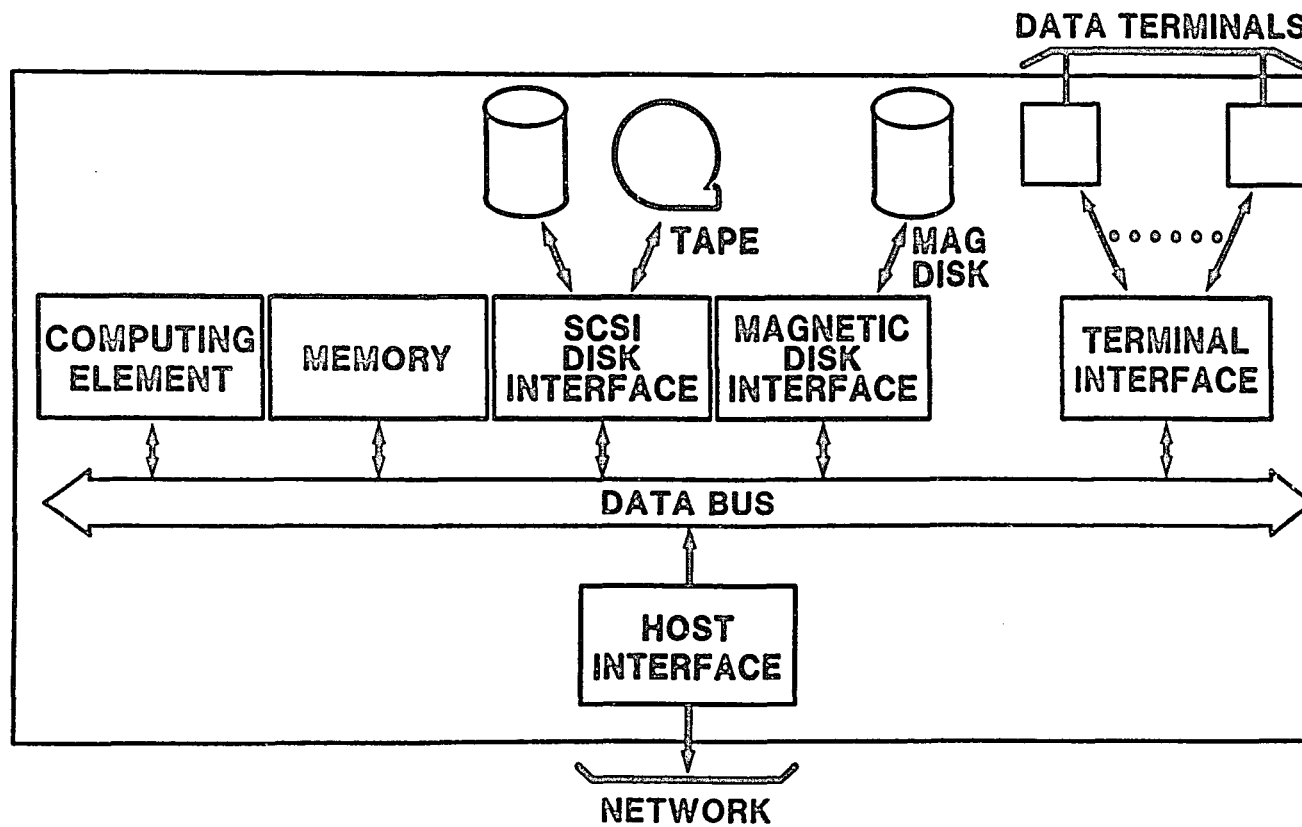 DATA TERMINALS
TAPE
MAG
DISK
COMPUTING
ELEMENT
MEMORY
SCSI
DISK
INTERFACE
MAGNETIC
DISK
INTERFACE
TERMINAL
INTERFACE
DATA BUS
HOST
INTERFACE
NETWORK